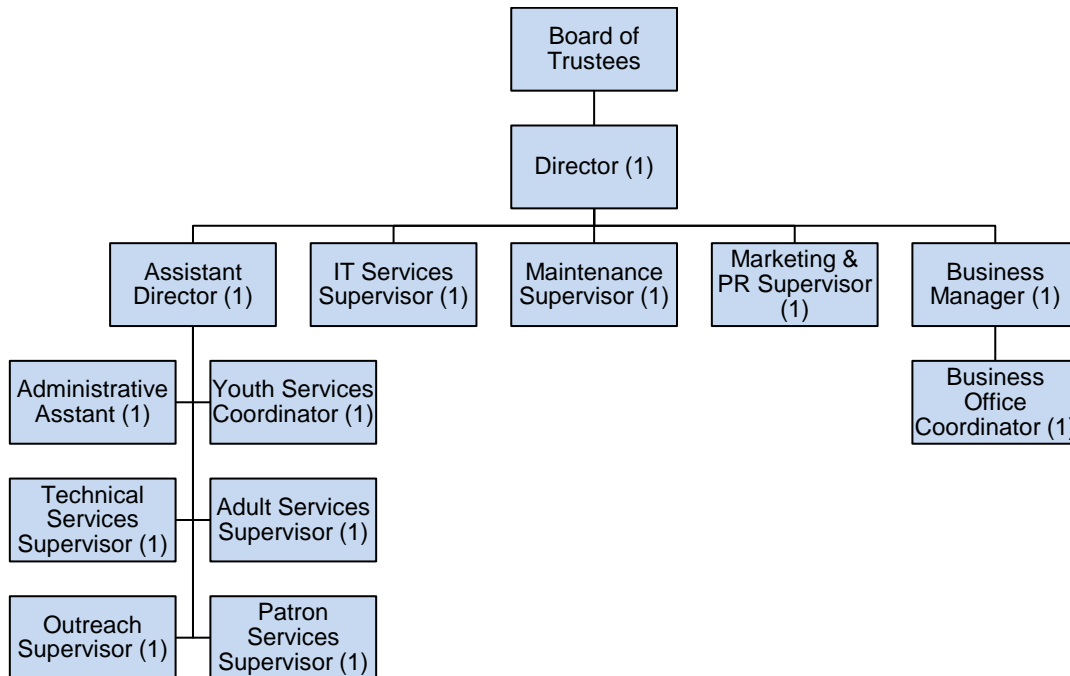 Board of
Trustees
Director (1)
Assistant
Director (1)
IT Services
Supervisor (1)
Maintenance
Supervisor (1)
Marketing &
PR Supervisor
(1)
Business
Manager (1)
Administrative
Asstant (1)
Youth Services
Coordinator (1)
Business
Office
Coordinator (1)
Technical
Services
Supervisor (1)
Adult Services
Supervisor (1)
Outreach
Supervisor (1)
Patron
Services
Supervisor (1)